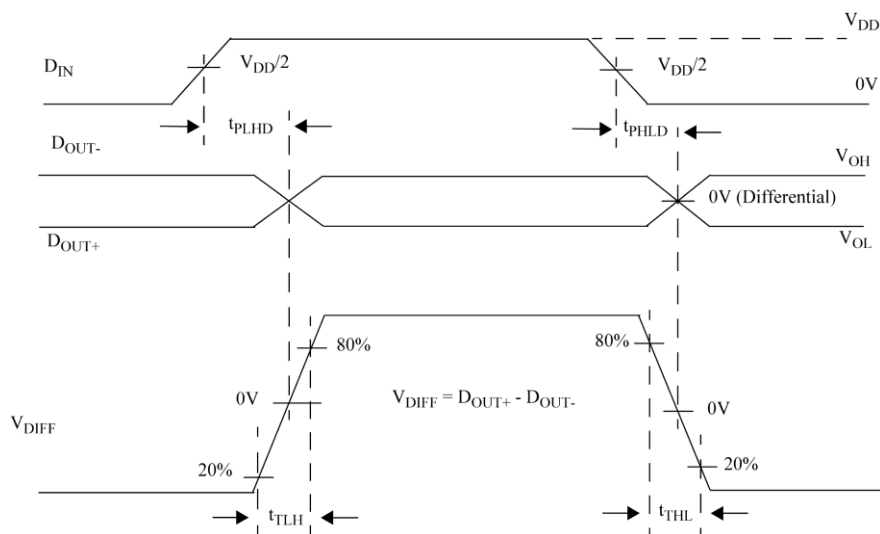 V_DD
D_IN
V_DD/2
V_DD/2
0V
t_PLHD
t_PHLD
D_OUT-
V_OH
0V (Differential)
D_OUT+
V_OL
80%
80%
0V
V_DIFF = D_OUT+ - D_OUT-
0V
V_DIFF
20%
20%
t_TLH
t_THL